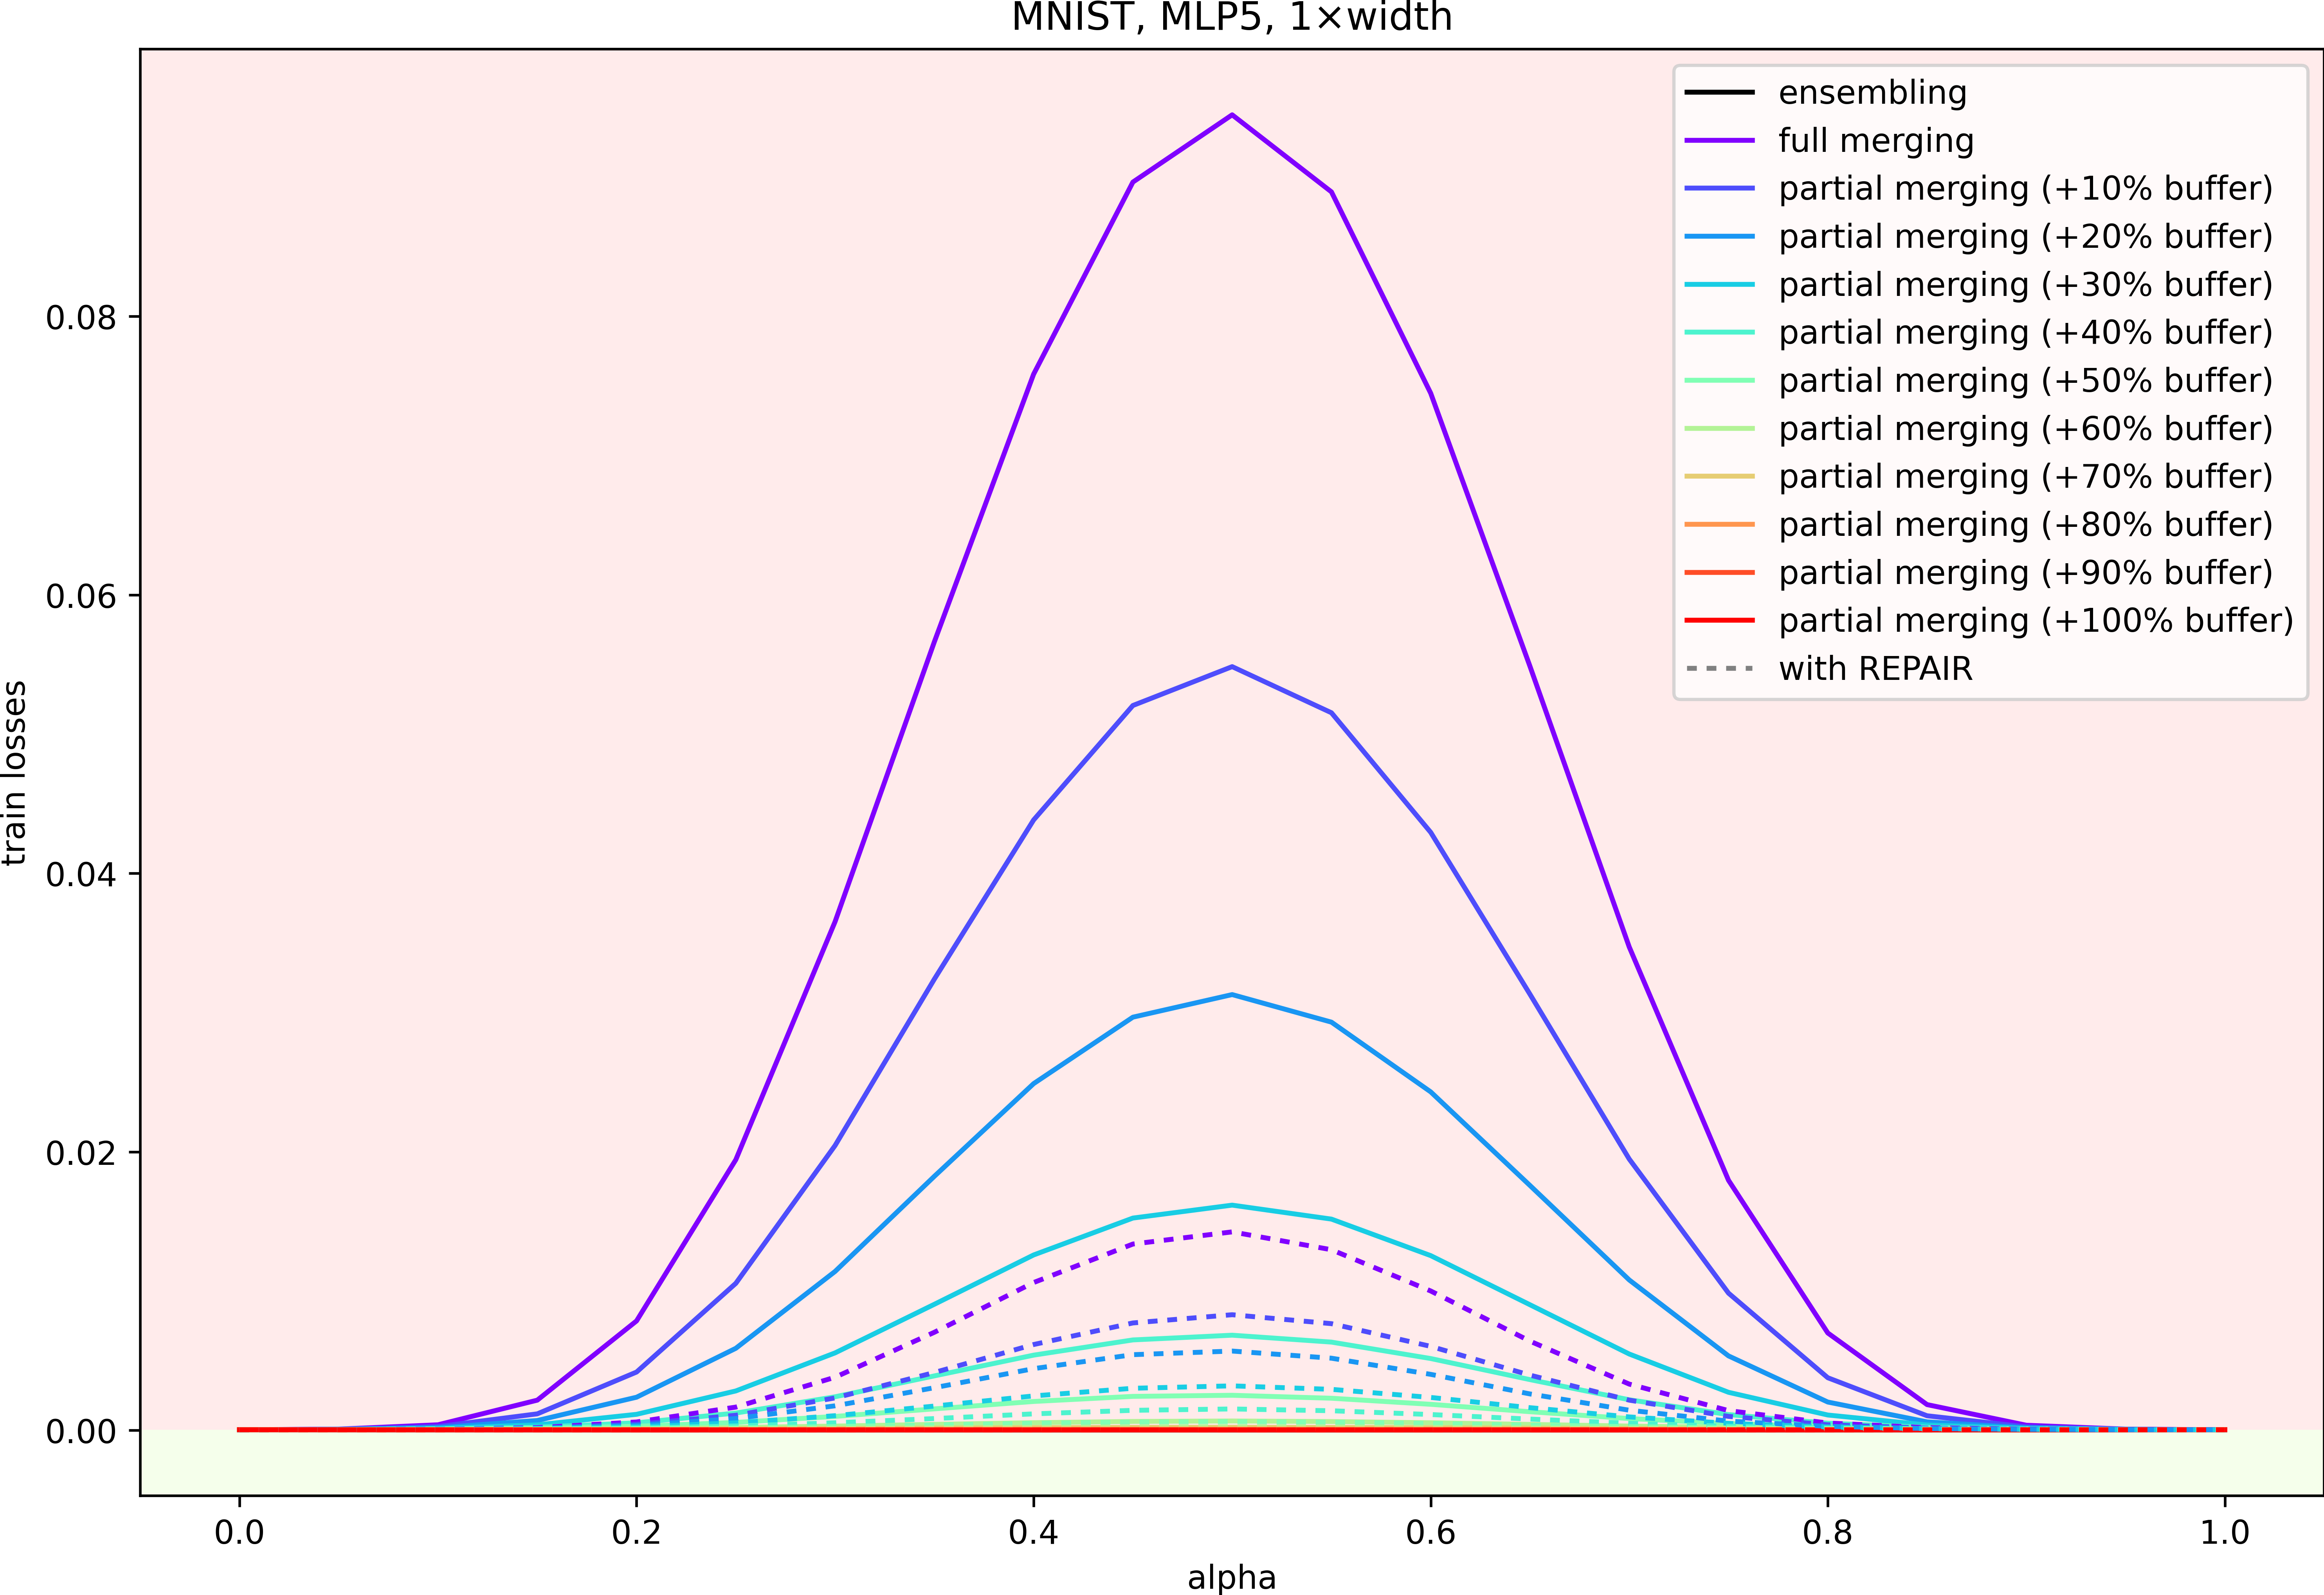 MNIST, MLP5, 1×width
ensembling
full merging
partial merging (+10% buffer)
partial merging (+20% buffer)
partial merging (+30% buffer)
partial merging (+40% buffer)
partial merging (+50% buffer)
partial merging (+60% buffer)
partial merging (+70% buffer)
partial merging (+80% buffer)
partial merging (+90% buffer)
partial merging (+100% buffer)
with REPAIR
train losses
0.08
0.06
0.04
0.02
0.00
0.0 0.2 0.4 0.6 0.8 1.0
alpha